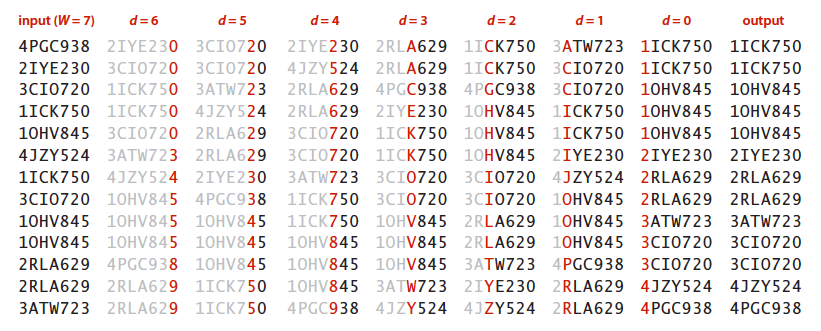 input (W = 7) d = 6 d = 5 d = 4 d = 3 d = 2 d = 1 d = 0 output
4PGC938 2IYE230 3CIO720 2IYE230 2RLA629 1ICK750 3ATW723 1ICK750 1ICK750
2IYE230 3CIO720 3CIO720 4JZY524 2RLA629 1ICK750 3CIO720 1ICK750 1ICK750
3CIO720 1ICK750 3ATW723 2RLA629 4PGC938 4PGC938 3CIO720 1OHV845 1OHV845
1ICK750 1ICK750 4JZY524 2RLA629 2IYE230 1OHV845 1ICK750 1OHV845 1OHV845
1OHV845 3CIO720 2RLA629 3CIO720 1ICK750 1OHV845 1ICK750 1OHV845 1OHV845
4JZY524 3ATW723 2RLA629 3CIO720 1ICK750 1OHV845 2IYE230 2IYE230 2IYE230
1ICK750 4JZY524 2IYE230 3ATW723 3CIO720 3CIO720 4JZY524 2RLA629 2RLA629
3CIO720 1OHV845 4PGC938 1ICK750 3CIO720 3CIO720 1OHV845 2RLA629 2RLA629
1OHV845 1OHV845 1OHV845 1ICK750 1OHV845 2RLA629 1OHV845 3ATW723 3ATW723
1OHV845 1OHV845 1OHV845 1OHV845 1OHV845 2RLA629 1OHV845 3CIO720 3CIO720
2RLA629 4PGC938 1OHV845 1OHV845 1OHV845 3ATW723 4PGC938 3CIO720 3CIO720
2RLA629 2RLA629 1ICK750 1OHV845 3ATW723 2IYE230 2RLA629 4JZY524 4JZY524
3ATW723 2RLA629 1ICK750 4PGC938 4JZY524 4JZY524 2RLA629 4PGC938 4PGC938